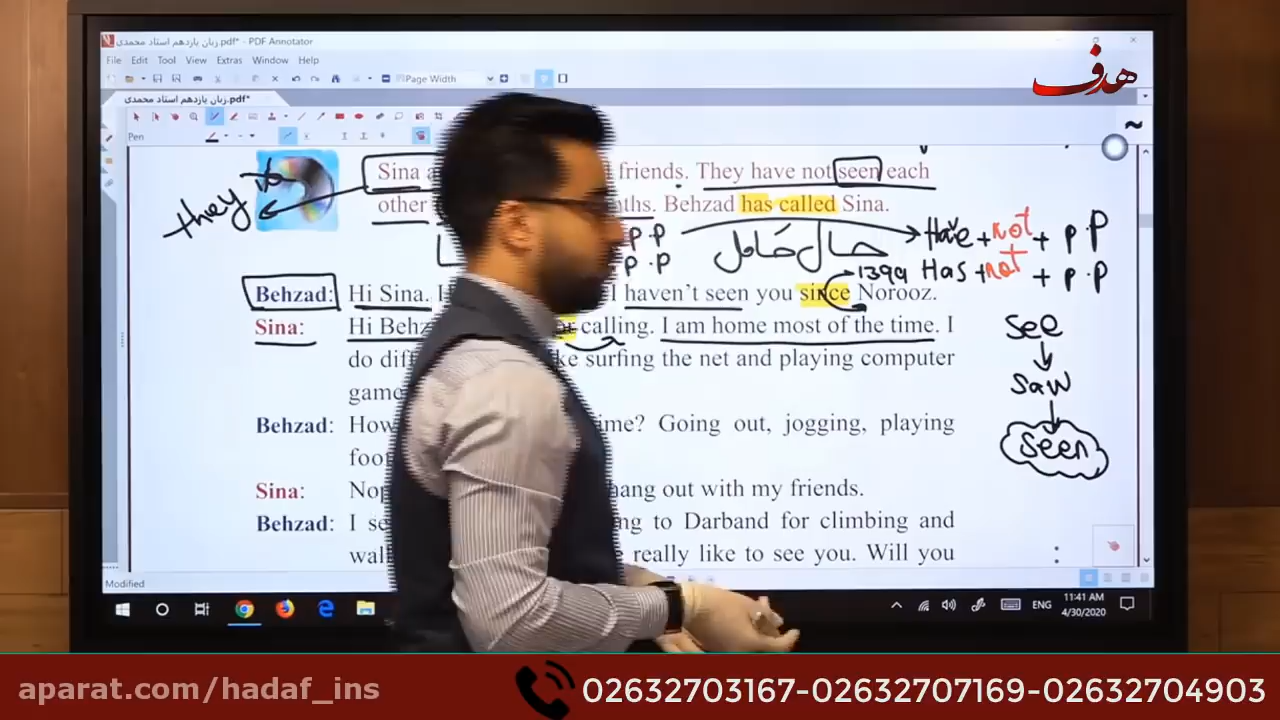 زبان یازدهم استاد محمدی.pdf* - PDF Annotator
File Edit View Tool Extras Window Help
Page Width
زبان یازدهم استاد محمدی.pdf*
Pen
هدف
Sina a friends. They have not seen each
other ths. Behzad has called Sina.
they
p.p
p.p
حال کامل
Have + not + p.p
1399 Has + not + p.p
Behzad: Hi Sina. I haven't seen you since Norooz.
Sina: Hi Beh calling. I am home most of the time. I
do diff ke surfing the net and playing computer
game
Behzad: How ime? Going out, jogging, playing
foo
Sina: Nop hang out with my friends.
Behzad: I se ng to Darband for climbing and
wal really like to see you. Will you
see
saw
seen
Modified
ENG
11:41 AM
4/30/2020
aparat.com/hadaf_ins
02632703167-02632707169-02632704903